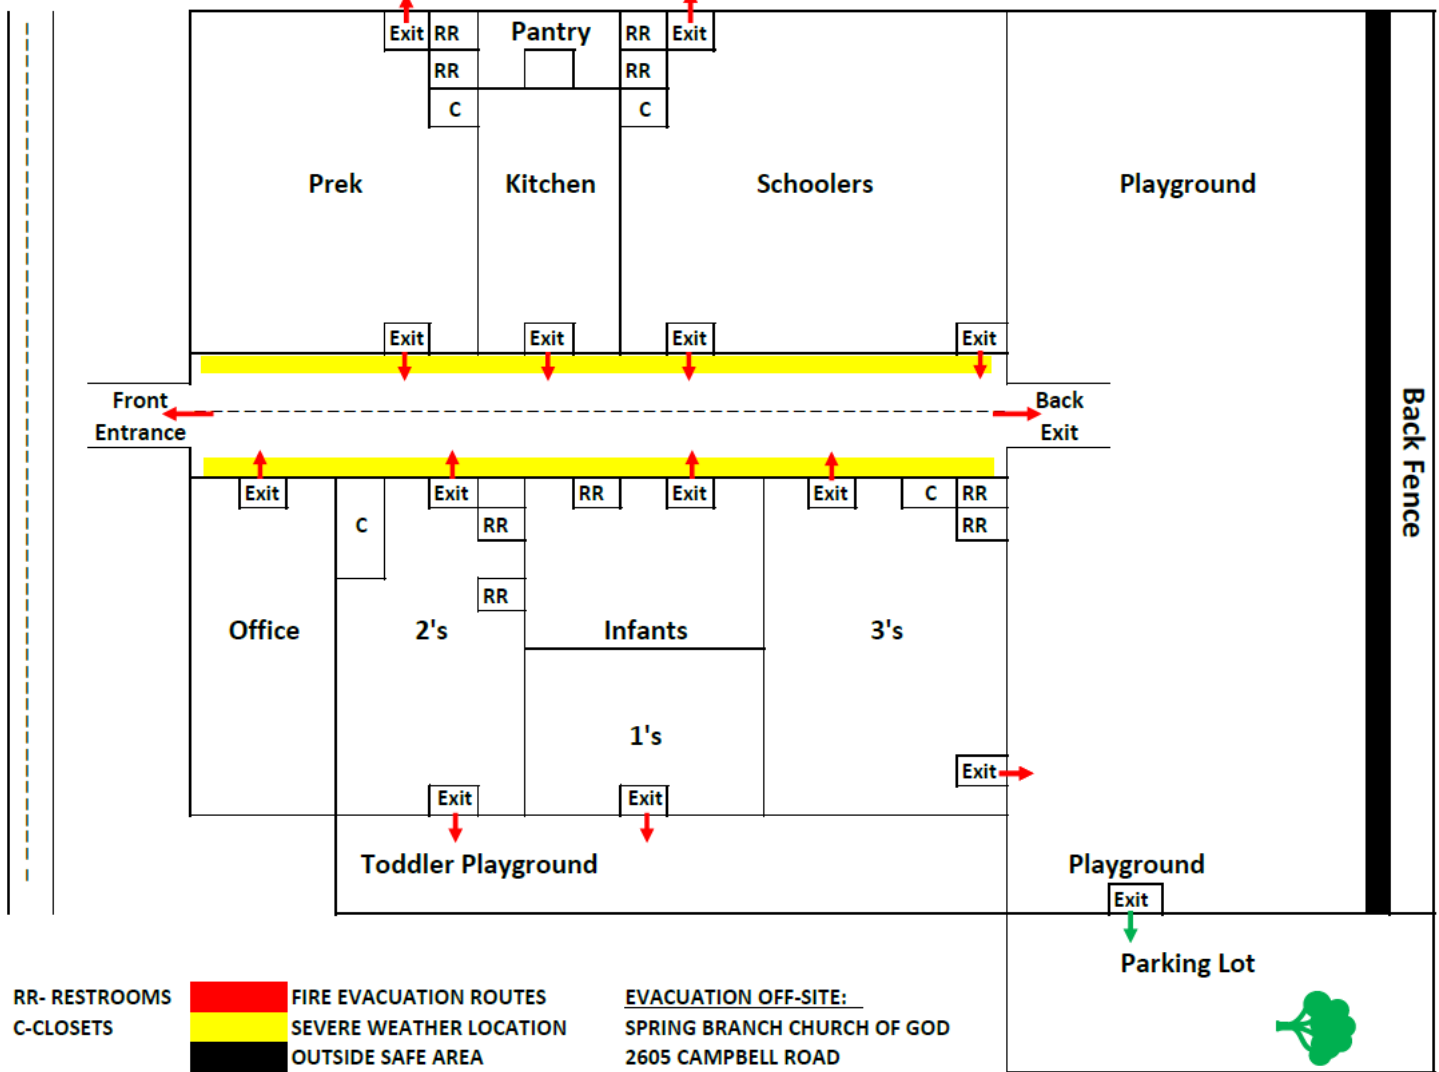 Exit RR Pantry RR Exit
RR RR
C C
Prek Kitchen Schoolers Playground
Exit Exit Exit Exit
Front Back
Entrance Exit
Back Fence
Exit Exit RR Exit Exit C RR
C RR RR
RR
Office 2's Infants 3's
1's
Exit
Exit Exit
Toddler Playground Playground
Exit
Parking Lot
RR- RESTROOMS FIRE EVACUATION ROUTES EVACUATION OFF-SITE:
C-CLOSETS SEVERE WEATHER LOCATION SPRING BRANCH CHURCH OF GOD
OUTSIDE SAFE AREA 2605 CAMPBELL ROAD